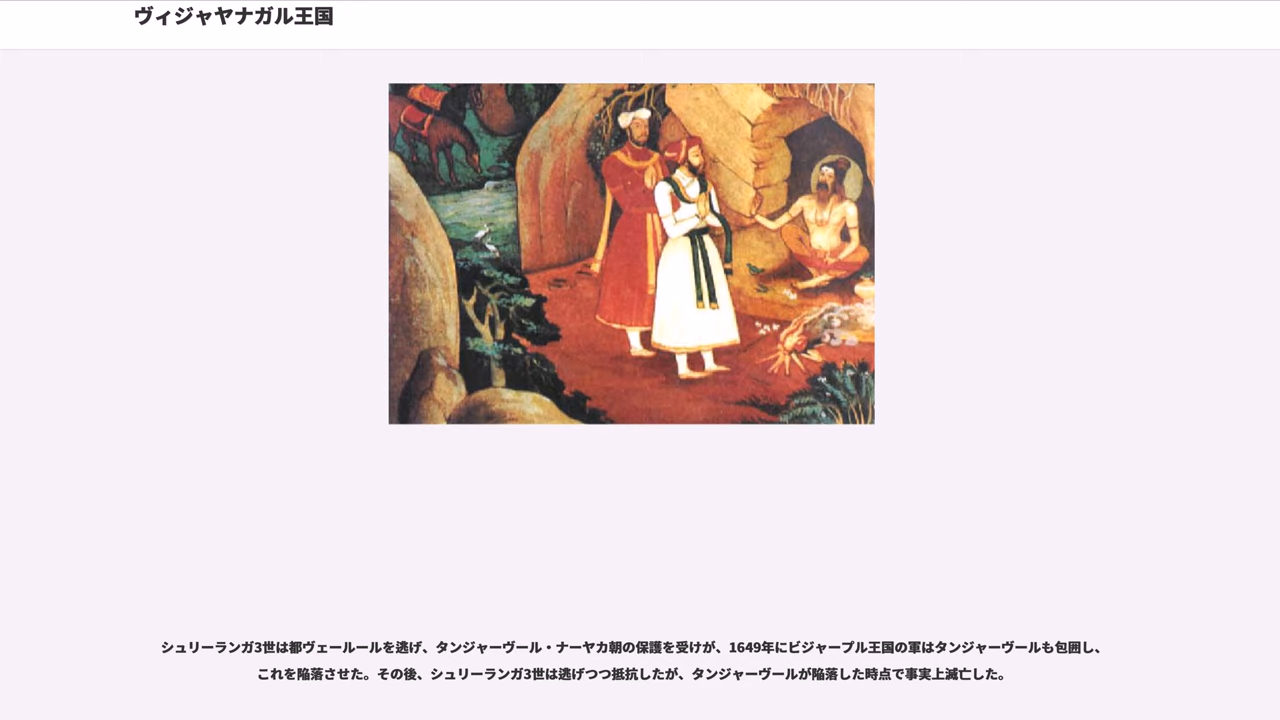 ヴィジャヤナガル王国
シュリーランガ3世は都ヴェールールを逃げ、タンジャーヴール・ナーヤカ朝の保護を受けが、1649年にビジャープル王国の軍はタンジャーヴールも包囲し、
これを陥落させた。その後、シュリーランガ3世は逃げつつ抵抗したが、タンジャーヴールが陥落した時点で事実上滅亡した。